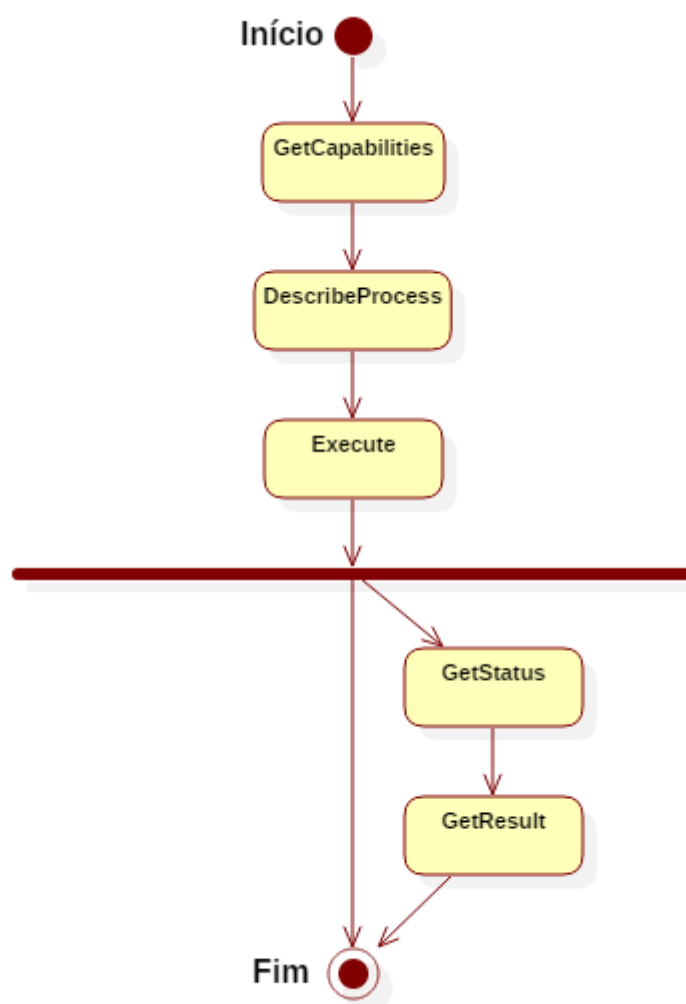 Início
GetCapabilities
DescribeProcess
Execute
GetStatus
GetResult
Fim